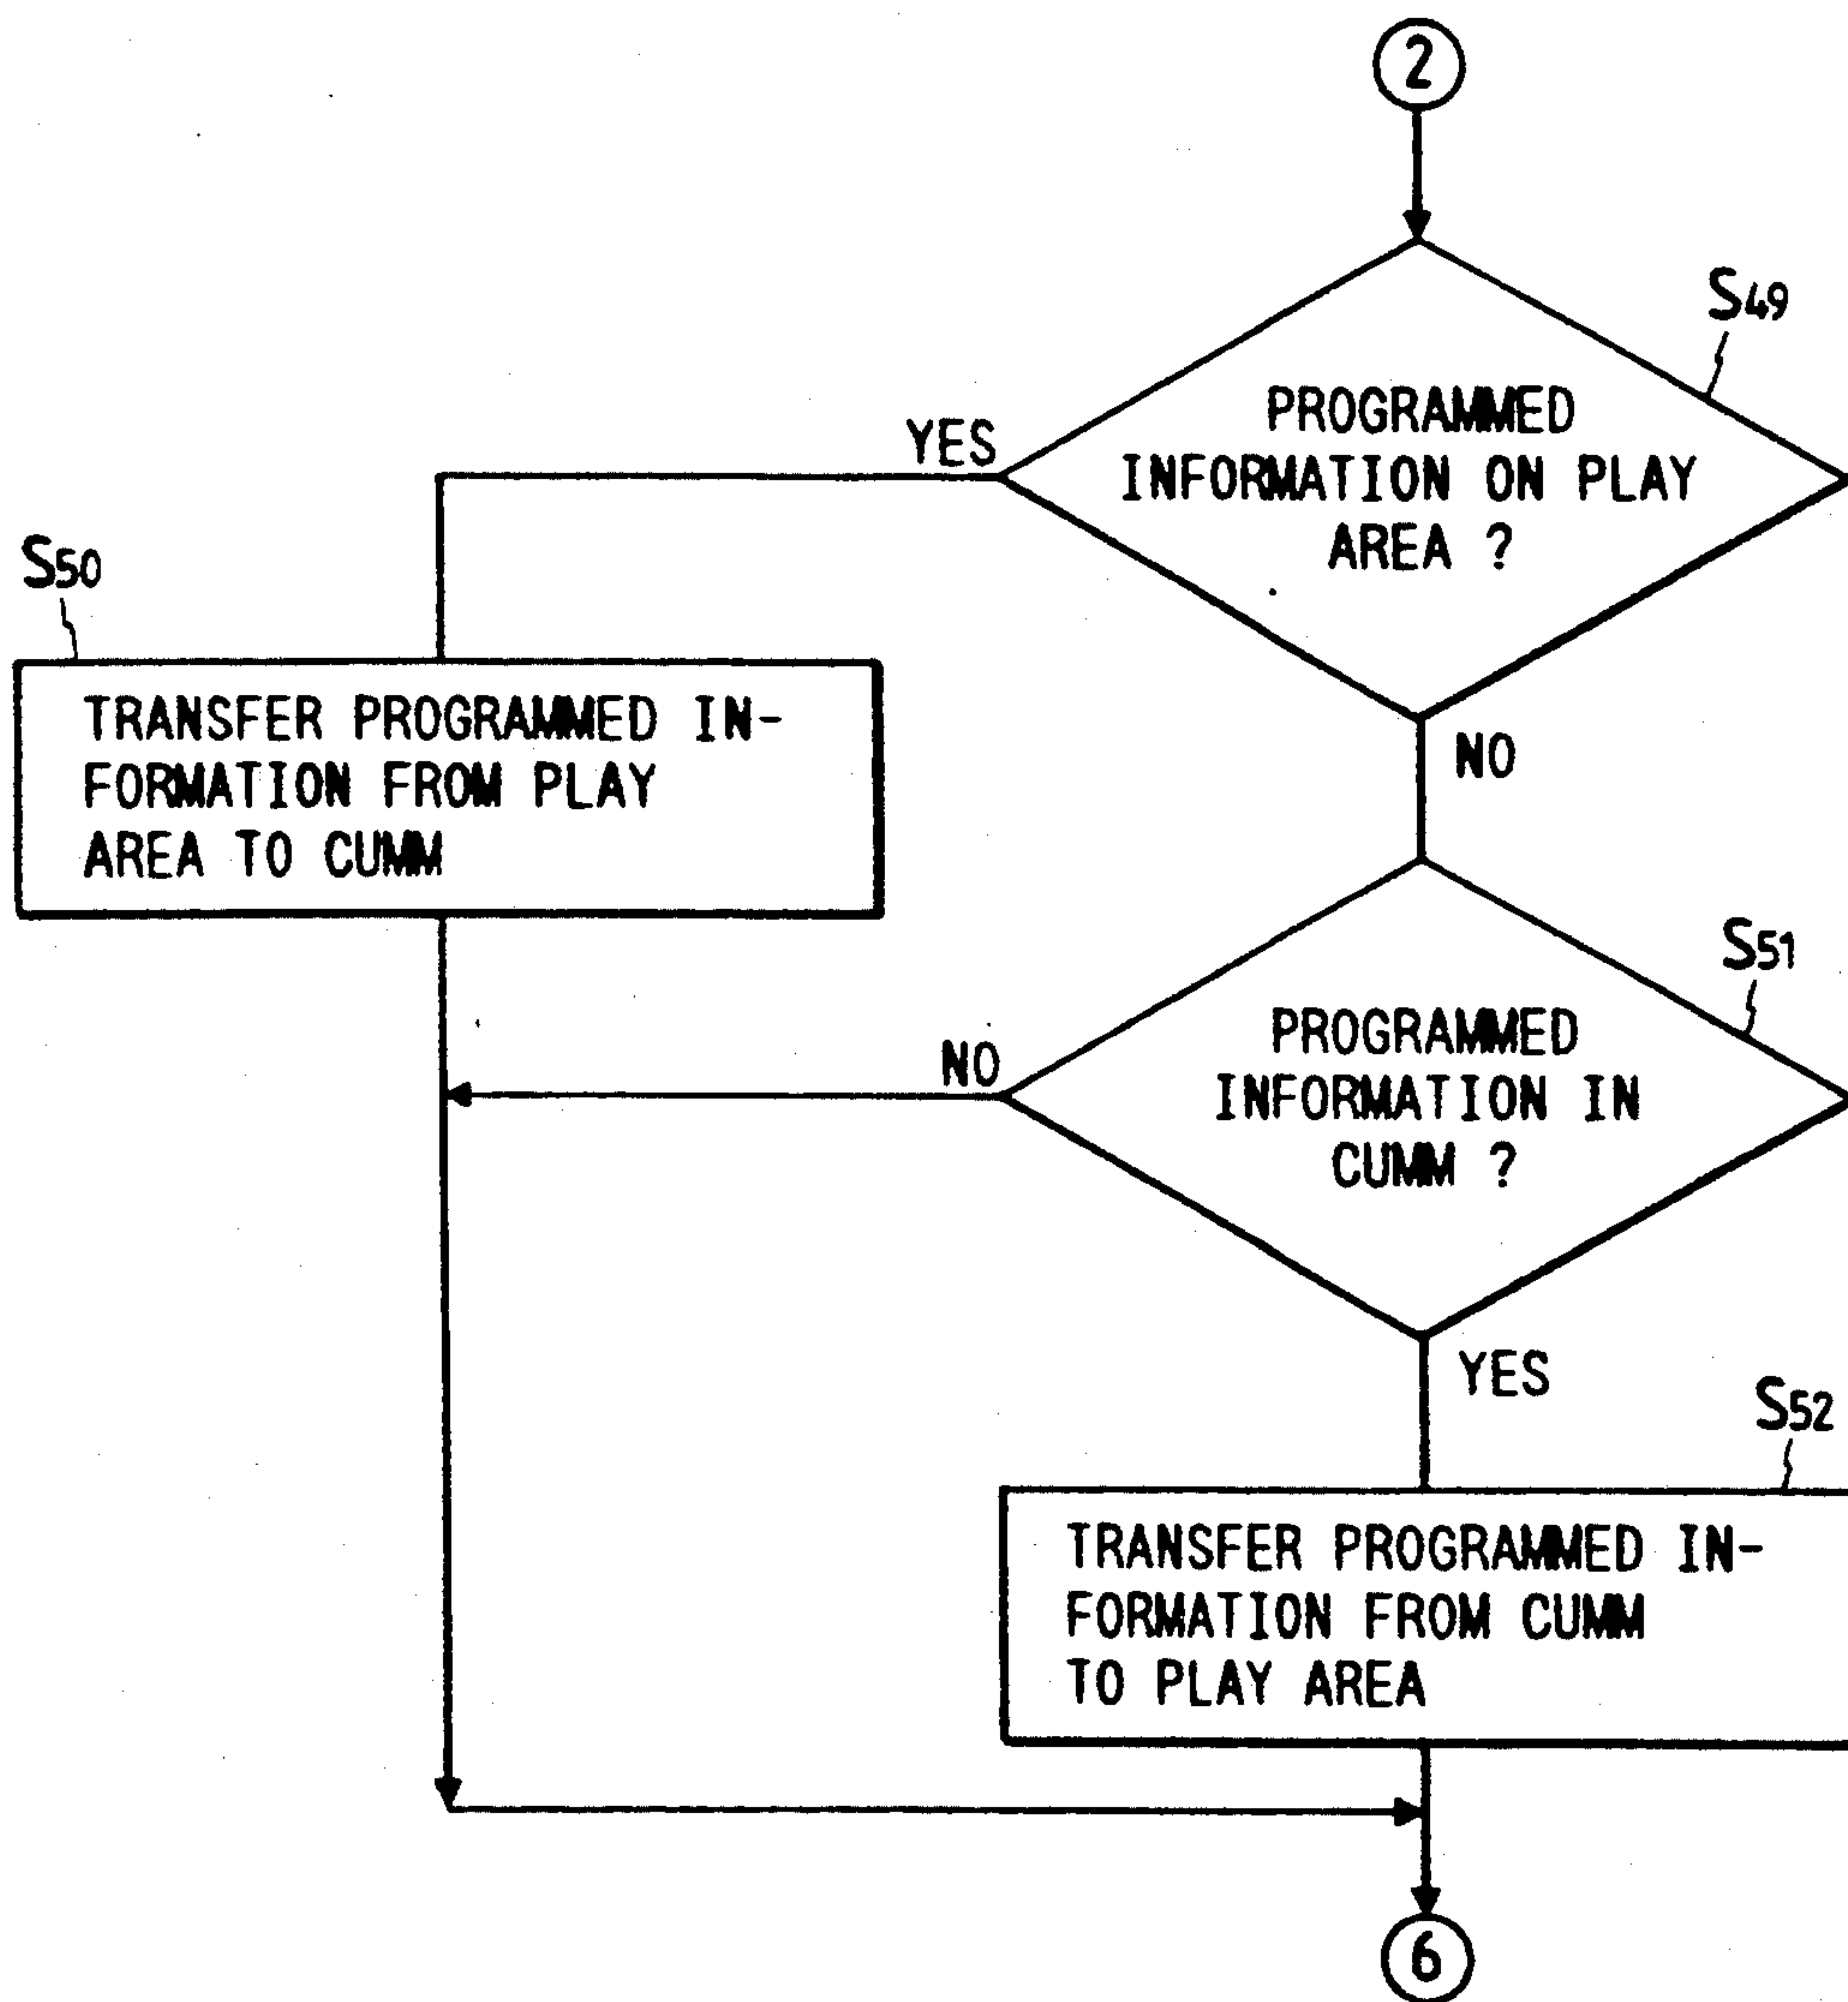 2
S49
PROGRAMMED
INFORMATION ON PLAY
AREA ?
YES
NO
S50
TRANSFER PROGRAMMED IN-
FORMATION FROM PLAY
AREA TO CUMM
S51
PROGRAMMED
INFORMATION IN
CUMM ?
NO
YES
S52
TRANSFER PROGRAMMED IN-
FORMATION FROM CUMM
TO PLAY AREA
6